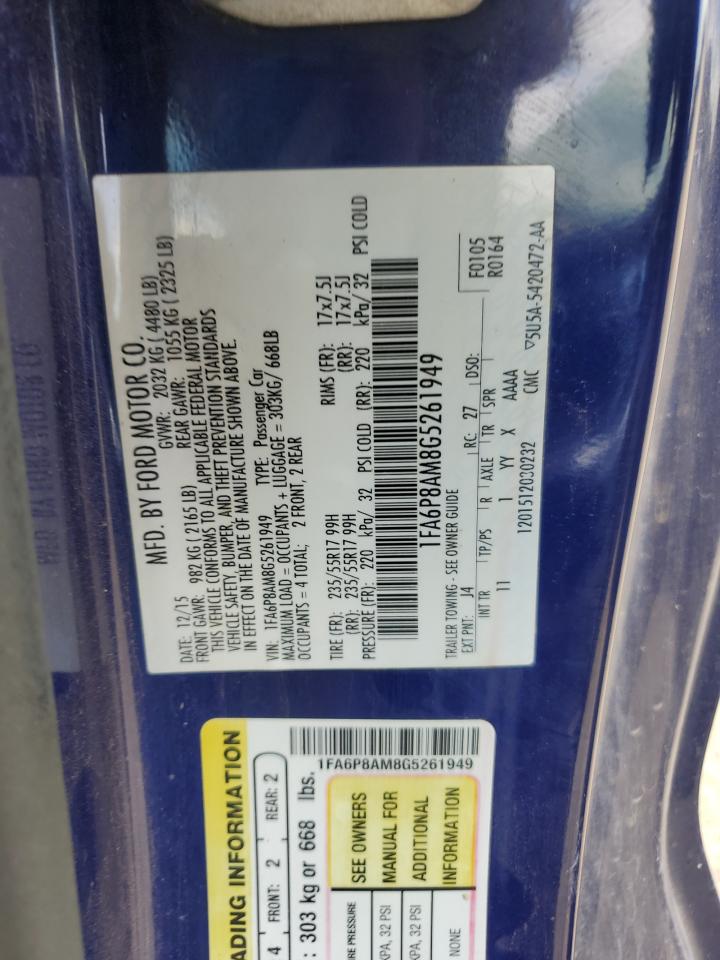 MFD. BY FORD MOTOR CO.
DATE: 12/15 GVWR: 2032 KG ( 4480 LB)
FRONT GAWR: 982 KG ( 2165 LB) REAR GAWR: 1055 KG ( 2325 LB)
THIS VEHICLE CONFORMS TO ALL APPLICABLE FEDERAL MOTOR
VEHICLE SAFETY, BUMPER, AND THEFT PREVENTION STANDARDS
IN EFFECT ON THE DATE OF MANUFACTURE SHOWN ABOVE.
VIN: 1FA6P8AM8G5261949 TYPE: Passenger Car
MAXIMUM LOAD = OCCUPANTS + LUGGAGE = 303KG/ 668LB
OCCUPANTS = 4 TOTAL; 2 FRONT, 2 REAR
TIRE (FR): 235/55R17 99H RIMS (FR): 17x7.5J
(RR): 235/55R17 99H (RR): 17x7.5J
PRESSURE (FR): 220 kPa/ 32 PSI COLD (RR): 220 kPa/ 32 PSI COLD
1FA6P8AM8G5261949
TRAILER TOWING - SEE OWNER GUIDE
EXT PNT: J4 RC: 27 DSO: F0105
R0164
INT TR TP/PS R AXLE TR SPR
11 1 YY X AAAA
1201512030232 CMC ▽5U5A-5420472-AA
ADING INFORMATION
4 FRONT: 2 REAR: 2
: 303 kg or 668 lbs.
1FA6P8AM8G5261949
RE PRESSURE
KPA, 32 PSI
KPA, 32 PSI
NONE
SEE OWNERS
MANUAL FOR
ADDITIONAL
INFORMATION